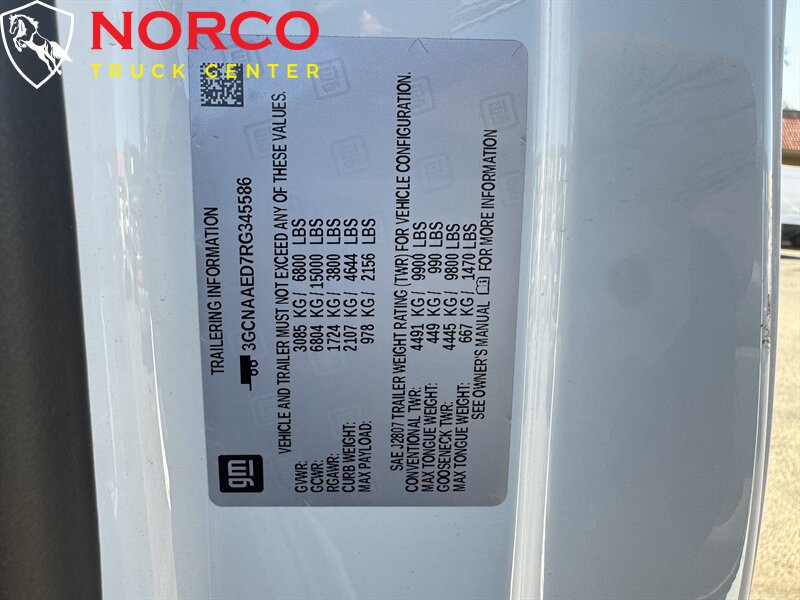 NORCO
TRUCK CENTER
TRAILERING INFORMATION
3GCNAAED7RG345586
VEHICLE AND TRAILER MUST NOT EXCEED ANY OF THESE VALUES.
GVWR: 3085 KG / 6800 LBS
GCWR: 6804 KG / 15000 LBS
RGAWR: 1724 KG / 3800 LBS
CURB WEIGHT: 2107 KG / 4644 LBS
MAX PAYLOAD: 978 KG / 2156 LBS
SAE J2807 TRAILER WEIGHT RATING (TWR) FOR VEHICLE CONFIGURATION.
CONVENTIONAL TWR: 4491 KG / 9900 LBS
MAX TONGUE WEIGHT: 449 KG / 990 LBS
GOOSENECK TWR: 4445 KG / 9800 LBS
MAX TONGUE WEIGHT: 667 KG / 1470 LBS
SEE OWNER'S MANUAL FOR MORE INFORMATION
gm